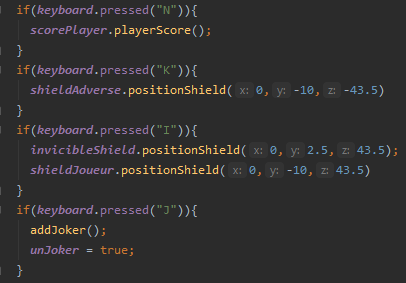 if(keyboard.pressed("N")){
scorePlayer.playerScore();
}
if(keyboard.pressed("K")){
shieldAdverse.positionShield( x: 0, y: -10, z: -43.5)
}
if(keyboard.pressed("I")){
invicibleShield.positionShield( x: 0, y: 2.5, z: 43.5);
shieldJoueur.positionShield( x: 0, y: -10, z: 43.5)
}
if(keyboard.pressed("J")){
addJoker();
unJoker = true;
}